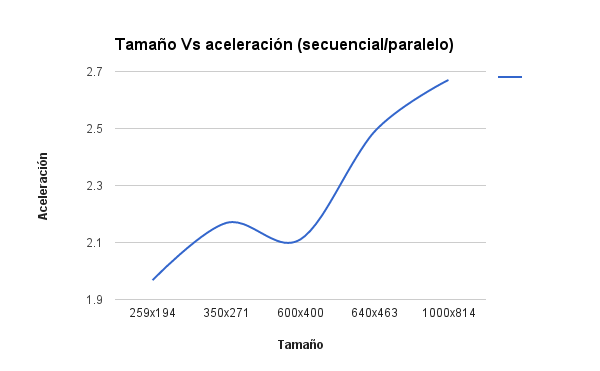 Tamaño Vs aceleración (secuencial/paralelo)
2.7
2.5
2.3
2.1
1.9
Aceleración
259x194 350x271 600x400 640x463 1000x814
Tamaño